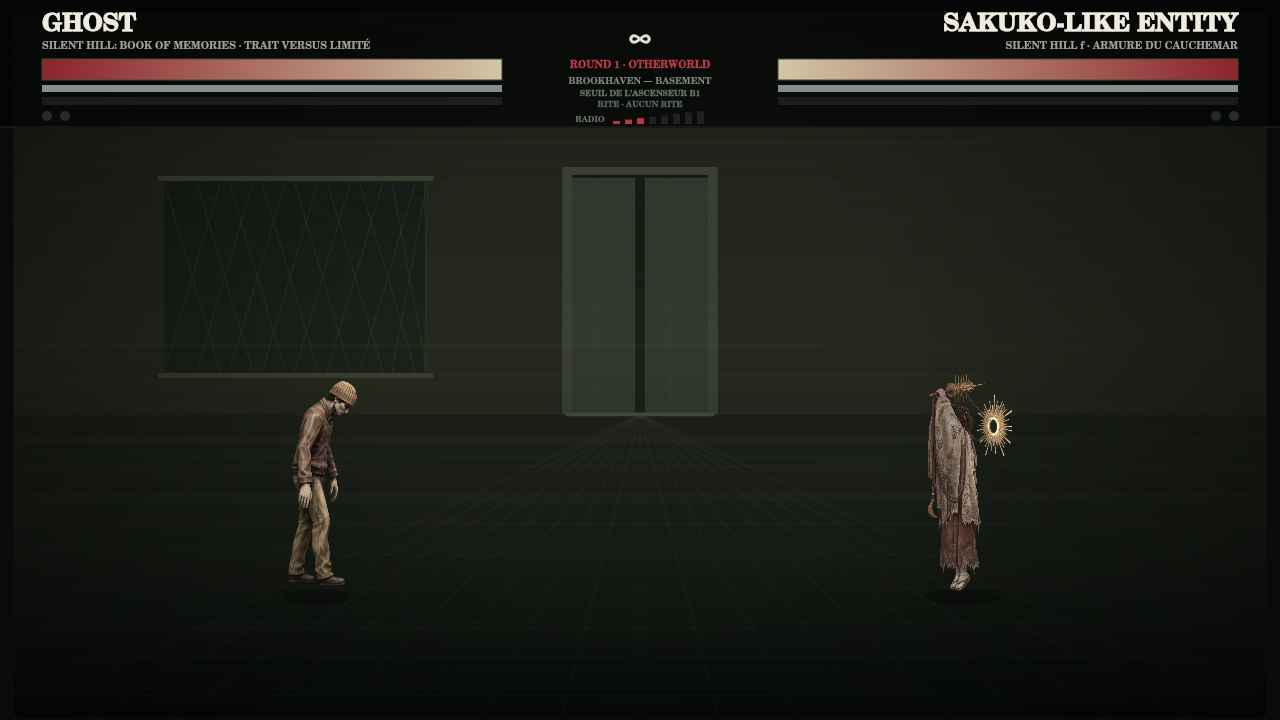 GHOST
SILENT HILL: BOOK OF MEMORIES · TRAIT VERSUS LIMITÉ
∞
ROUND 1 · OTHERWORLD
BROOKHAVEN — BASEMENT
SEUIL DE L'ASCENSEUR B1
RITE · AUCUN RITE
RADIO
SAKUKO-LIKE ENTITY
SILENT HILL f · ARMURE DU CAUCHEMAR